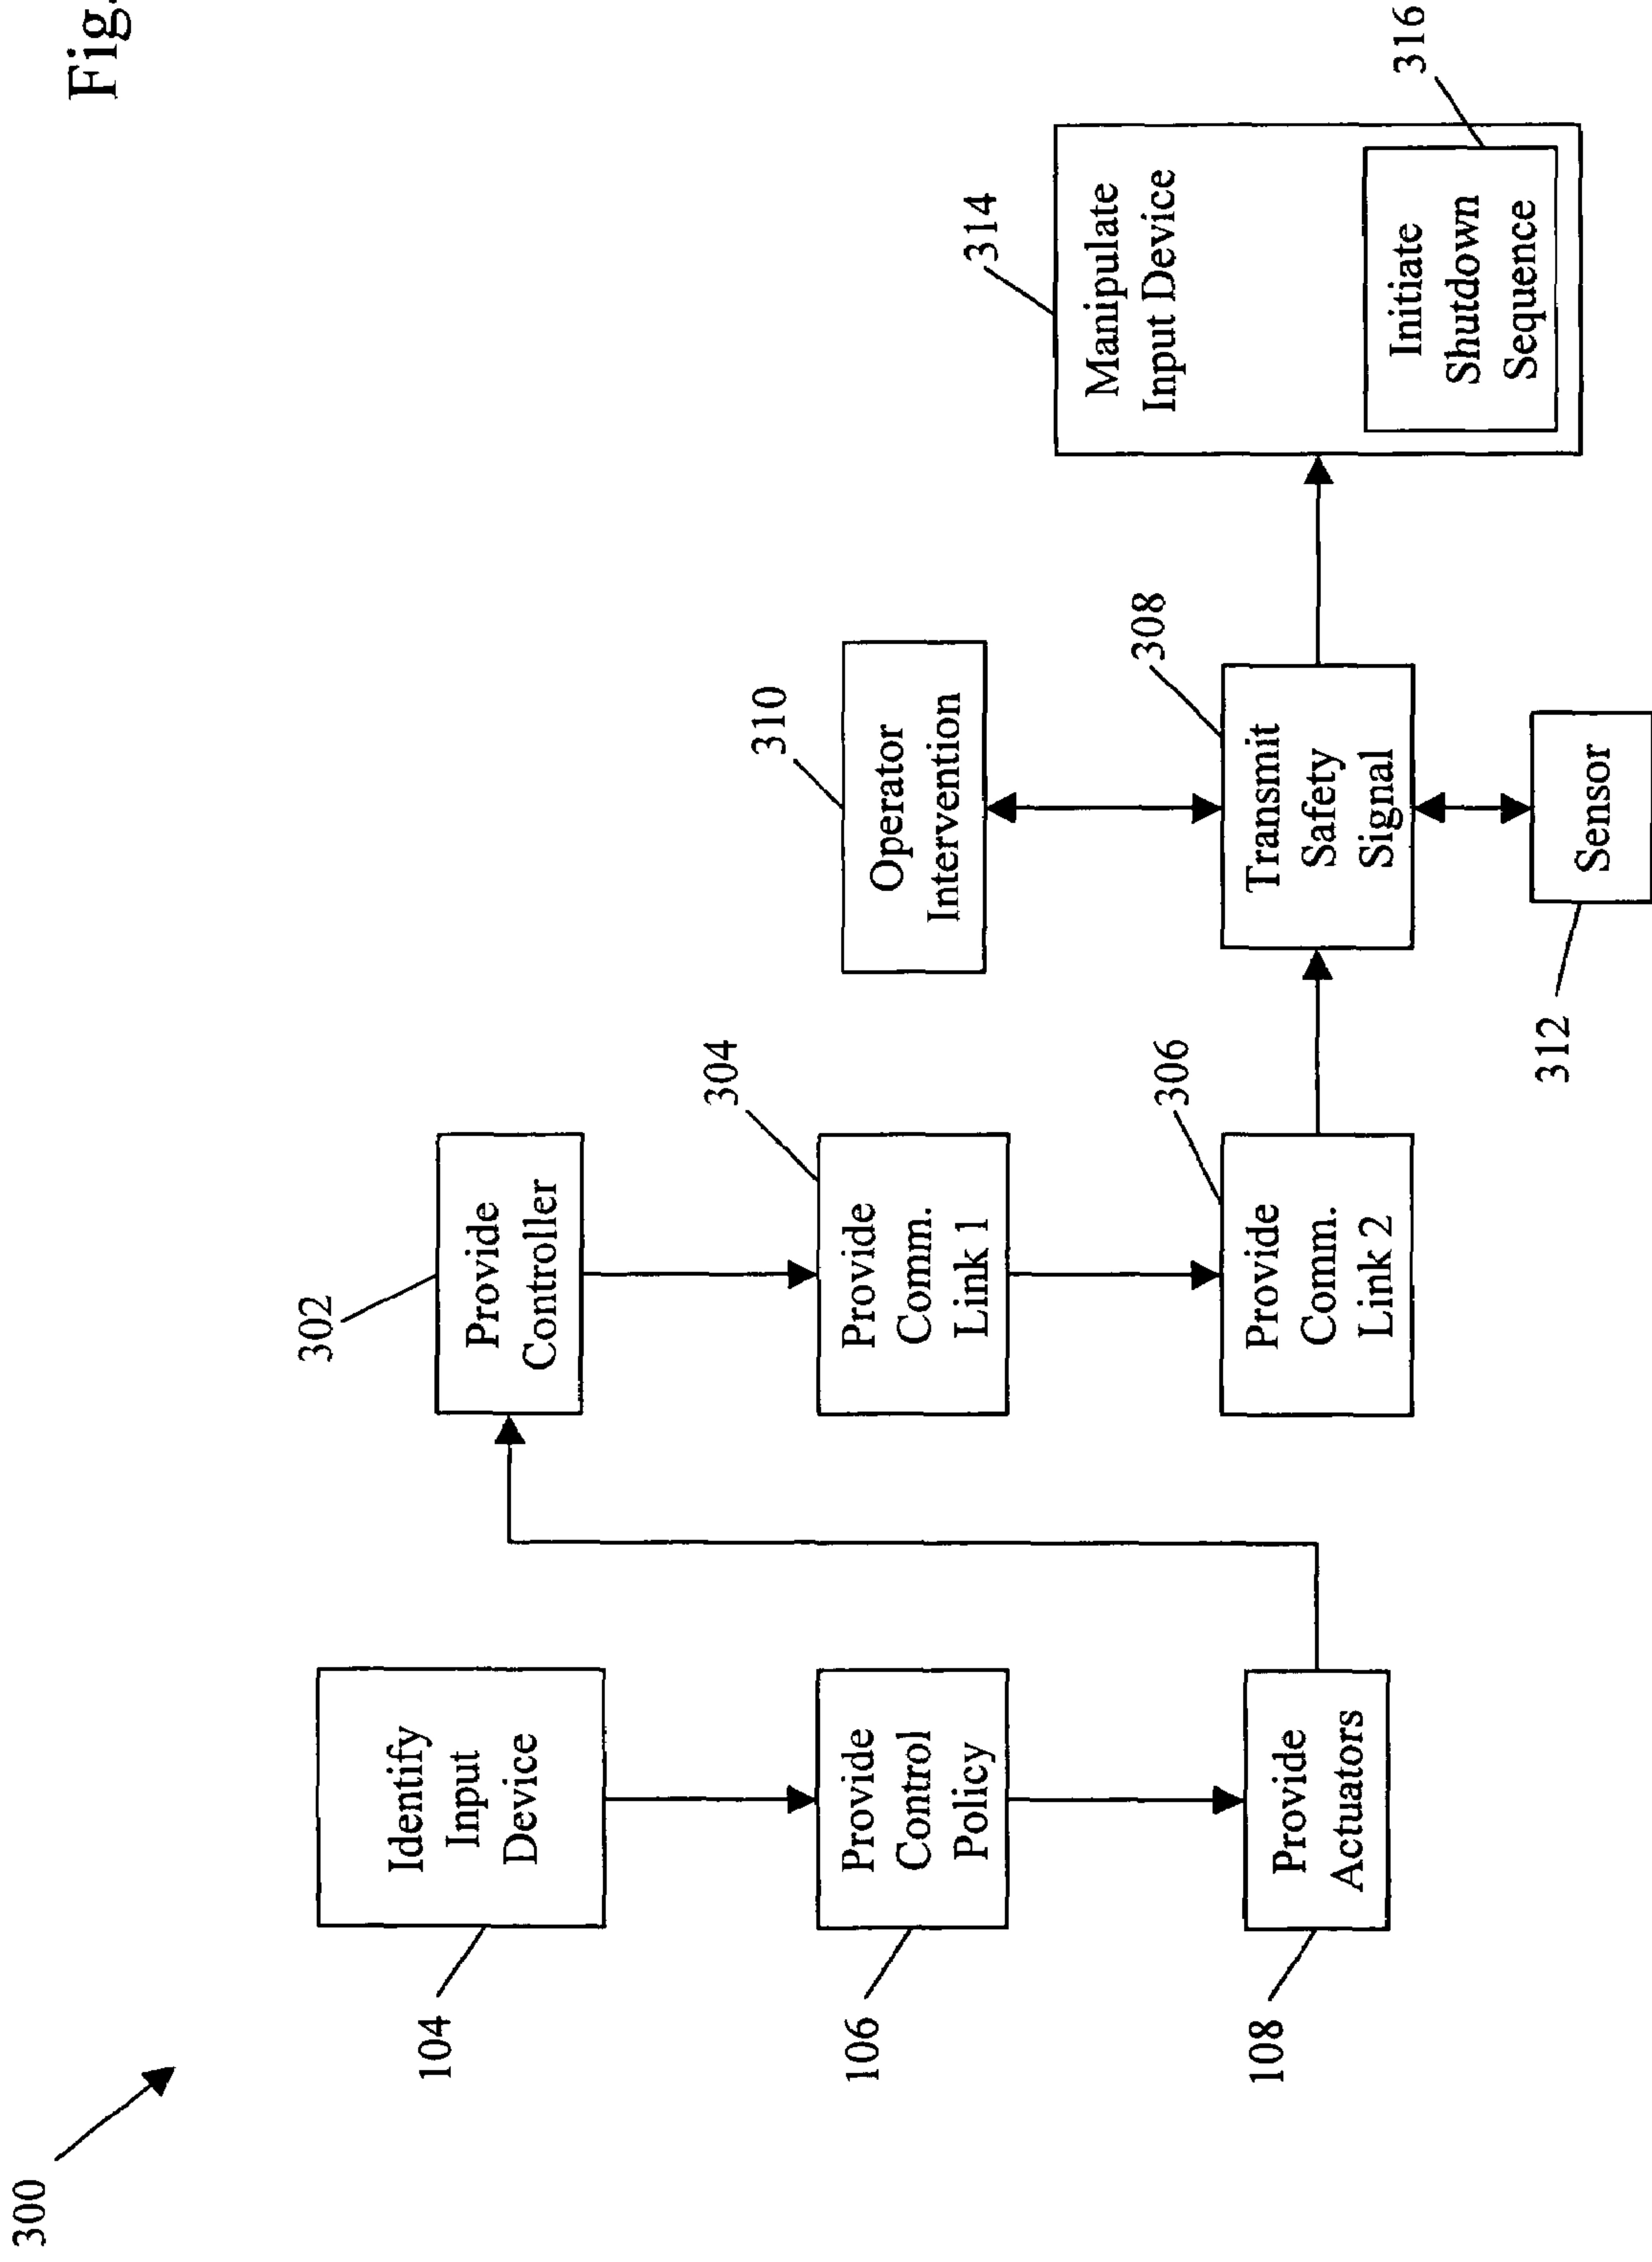 Fig.
300
104
Identify
Input
Device
106
Provide
Control
Policy
108
Provide
Actuators
302
Provide
Controller
304
Provide
Comm.
Link 1
306
Provide
Comm.
Link 2
310
Operator
Intervention
308
Transmit
Safety
Signal
312
Sensor
314
Manipulate
Input Device
316
Initiate
Shutdown
Sequence